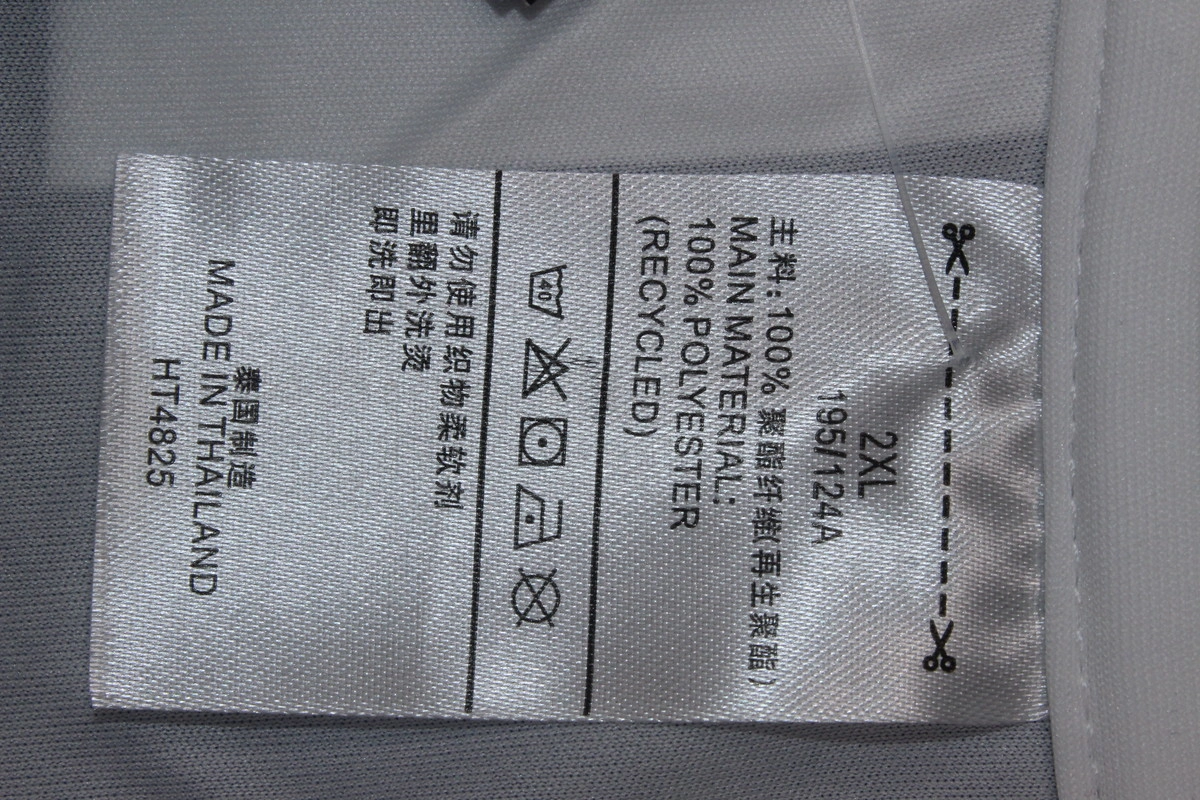 2XL
195/124A
主料:100% 聚酯纤维(再生聚酯)
MAIN MATERIAL:
100% POLYESTER
(RECYCLED)
40
请勿使用织物柔软剂
里翻外洗烫
即洗即出
泰国制造
MADE IN THAILAND
HT4825